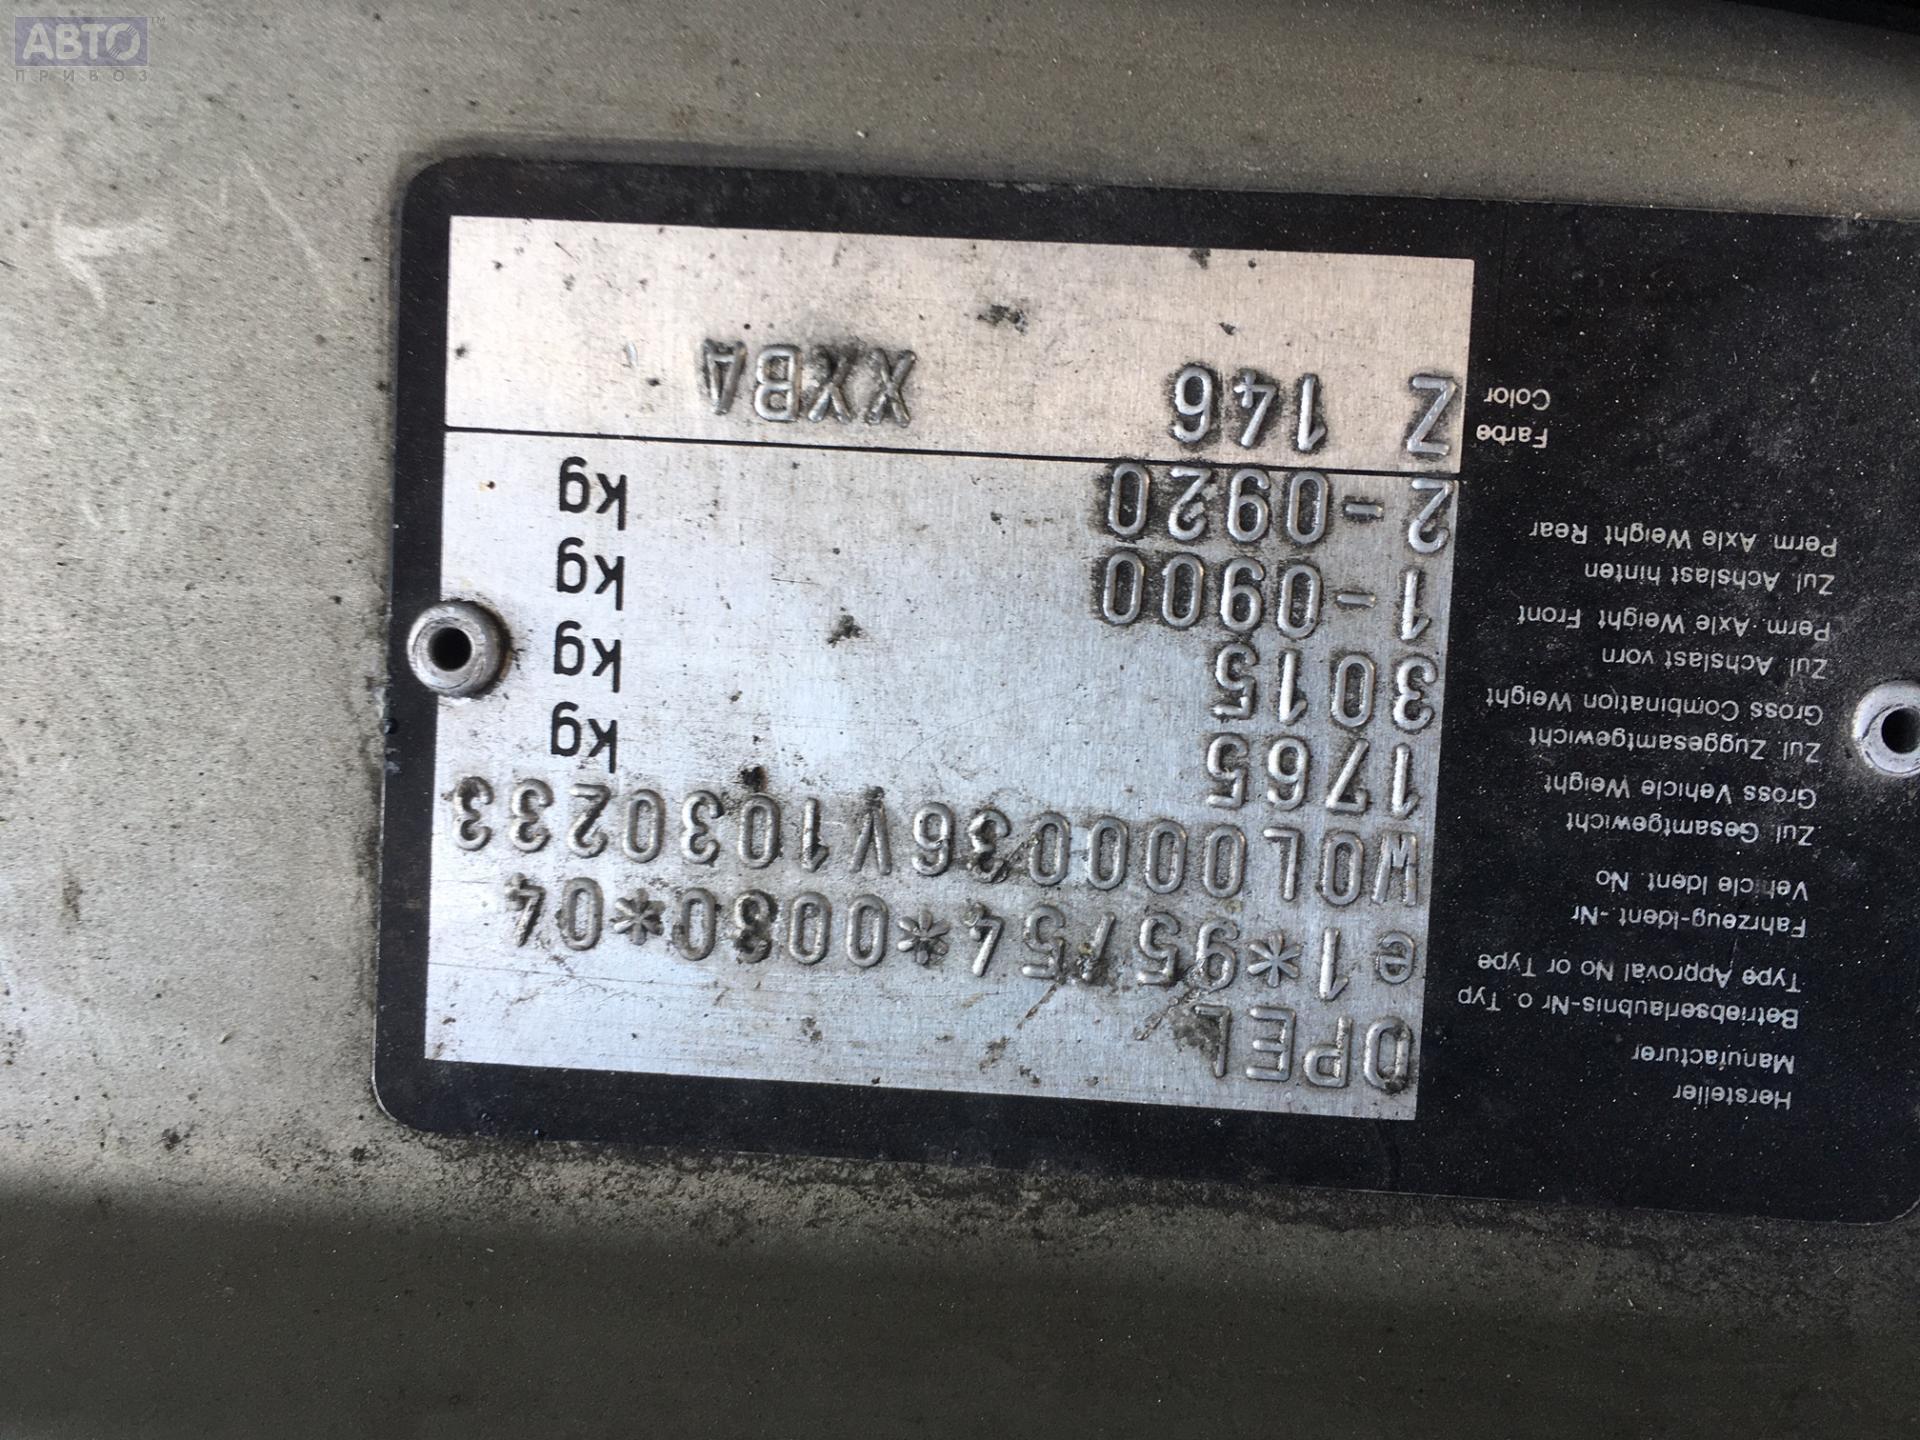 АВТО™
ПРИВОЗ
Hersteller
Manufacturer
OPEL
Betriebserlaubnis-Nr o. Typ
Type Approval No or Type
e1*95/54*0030*04
Fahrzeug-Ident.-Nr
Vehicle Ident. No
W0L000036V1030233
Zul. Gesamtgewicht
Gross Vehicle Weight
1765 kg
Zul. Zuggesamtgewicht
Gross Combination Weight
3015 kg
Zul. Achslast vorn
Perm. Axle Weight Front
1-0900 kg
Zul. Achslast hinten
Perm. Axle Weight Rear
2-0920 kg
Farbe
Color
Z 146 XXBA